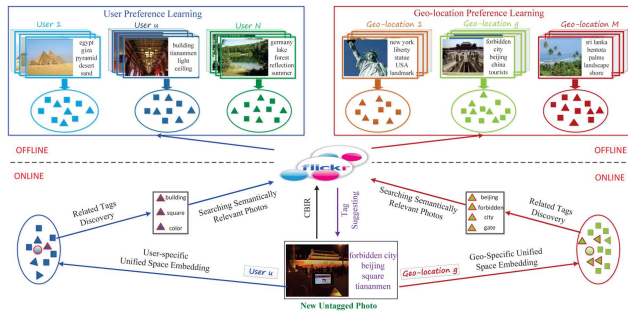 User Preference Learning
User 1
egypt
giza
pyramid
desert
sand
User u
building
tiananmen
light
ceiling
User N
germany
lake
forest
reflection
summer
Geo-location Preference Learning
Geo-location 1
new york
liberty
statue
USA
landmark
Geo-location g
forbidden
city
beijing
china
tourists
Geo-location M
sri lanka
bentota
palms
landscape
shore
OFFLINE
OFFLINE
ONLINE
ONLINE
flickr
building
square
color
Related Tags
Discovery
Searching Semantically
Relevant Photos
CBIR
Tag
Suggesting
Searching Semantically
Relevant Photos
beijing
forbidden
city
gate
Related Tags
Discovery
User-specific
Unified Space Embedding
User u
forbidden city
beijing
square
tiananmen
Geo-location g
Geo-Specific Unified
Space Embedding
New Untagged Photo